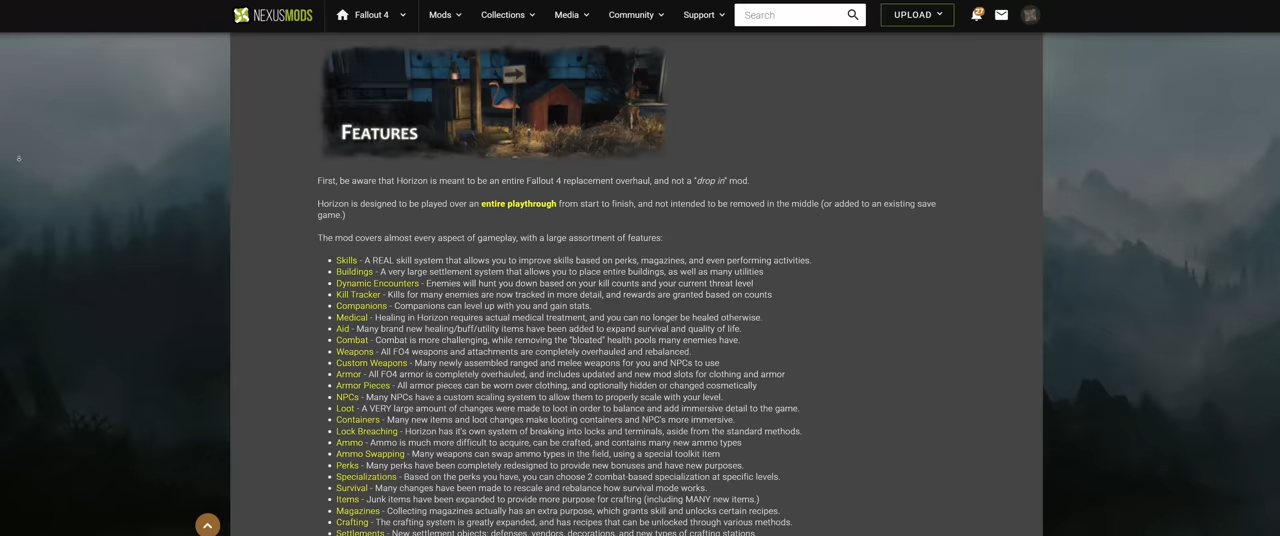 NEXUSMODS Fallout 4 Mods Collections Media Community Support Search UPLOAD 27
FEATURES
8
First, be aware that Horizon is meant to be an entire Fallout 4 replacement overhaul, and not a "drop in" mod.
Horizon is designed to be played over an entire playthrough from start to finish, and not intended to be removed in the middle (or added to an existing save
game.)
The mod covers almost every aspect of gameplay, with a large assortment of features:
• Skills - A REAL skill system that allows you to improve skills based on perks, magazines, and even performing activities.
• Buildings - A very large settlement system that allows you to place entire buildings, as well as many utilities
• Dynamic Encounters - Enemies will hunt you down based on your kill counts and your current threat level
• Kill Tracker - Kills for many enemies are now tracked in more detail, and rewards are granted based on counts
• Companions - Companions can level up with you and gain stats.
• Medical - Healing in Horizon requires actual medical treatment, and you can no longer be healed otherwise.
• Aid - Many brand new healing/buff/utility items have been added to expand survival and quality of life.
• Combat - Combat is more challenging, while removing the "bloated" health pools many enemies have.
• Weapons - All FO4 weapons and attachments are completely overhauled and rebalanced.
• Custom Weapons - Many newly assembled ranged and melee weapons for you and NPCs to use
• Armor - All FO4 armor is completely overhauled, and includes updated and new mod slots for clothing and armor
• Armor Pieces - All armor pieces can be worn over clothing, and optionally hidden or changed cosmetically
• NPCs - Many NPCs have a custom scaling system to allow them to properly scale with your level.
• Loot - A VERY large amount of changes were made to loot in order to balance and add immersive detail to the game.
• Containers - Many new items and loot changes make looting containers and NPC's more immersive.
• Lock Breaching - Horizon has it's own system of breaking into locks and terminals, aside from the standard methods.
• Ammo - Ammo is much more difficult to acquire, can be crafted, and contains many new ammo types
• Ammo Swapping - Many weapons can swap ammo types in the field, using a special toolkit item
• Perks - Many perks have been completely redesigned to provide new bonuses and have new purposes.
• Specializations - Based on the perks you have, you can choose 2 combat-based specialization at specific levels.
• Survival - Many changes have been made to rescale and rebalance how survival mode works.
• Items - Junk items have been expanded to provide more purpose for crafting (including MANY new items.)
• Magazines - Collecting magazines actually has an extra purpose, which grants skill and unlocks certain recipes.
• Crafting - The crafting system is greatly expanded, and has recipes that can be unlocked through various methods.
• Settlements - New settlement objects: defenses, vendors, decorations, and new types of crafting stations